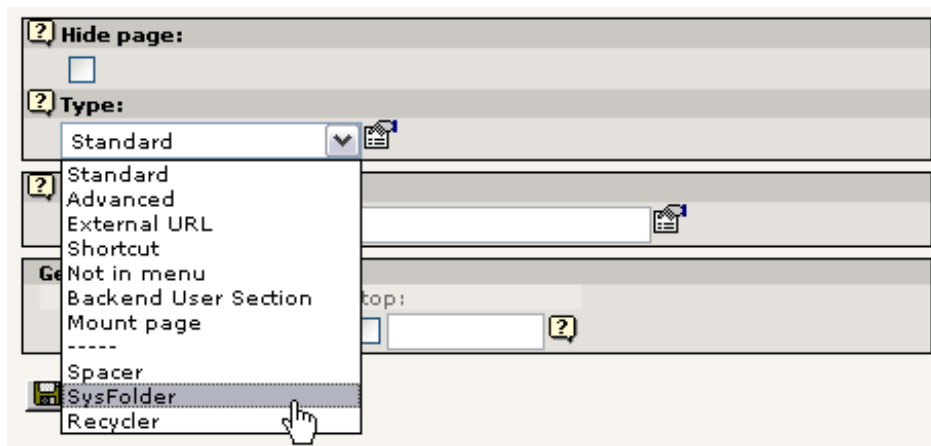 Hide page:
Type:
Standard
Standard
Advanced
External URL
Shortcut
Not in menu
Backend User Section
top:
Mount page
-----
Spacer
SysFolder
Recycler